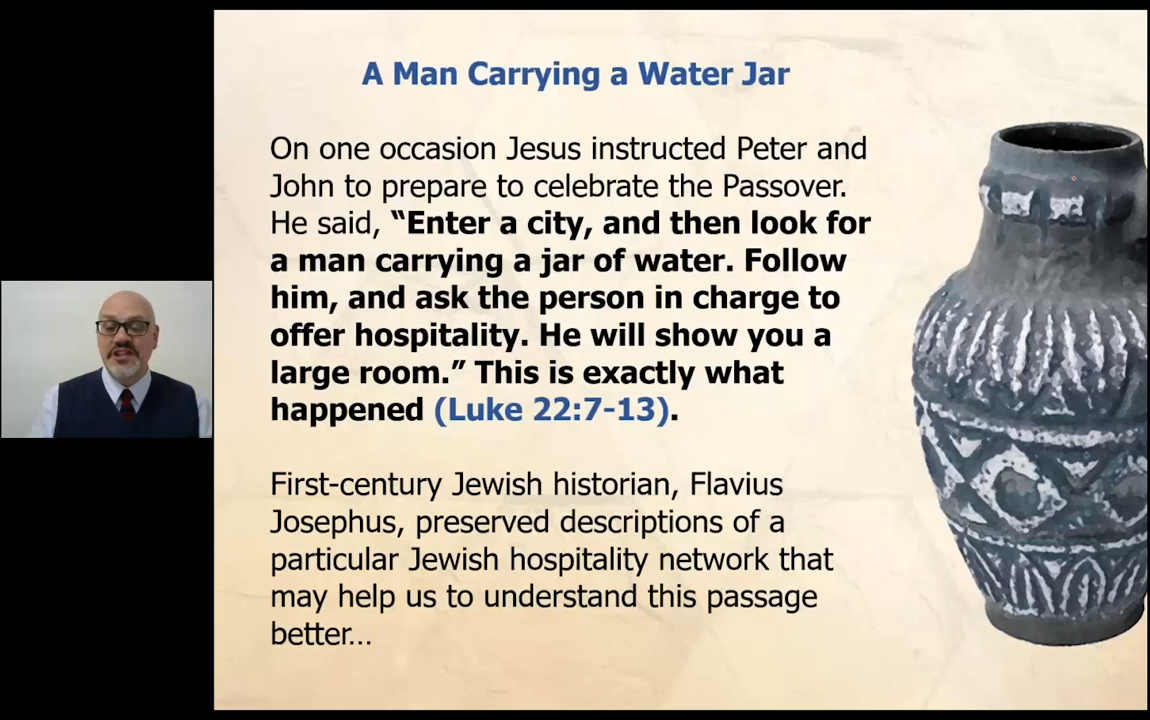 A Man Carrying a Water Jar
On one occasion Jesus instructed Peter and
John to prepare to celebrate the Passover.
He said, “Enter a city, and then look for
a man carrying a jar of water. Follow
him, and ask the person in charge to
offer hospitality. He will show you a
large room.” This is exactly what
happened (Luke 22:7-13).
First-century Jewish historian, Flavius
Josephus, preserved descriptions of a
particular Jewish hospitality network that
may help us to understand this passage
better…